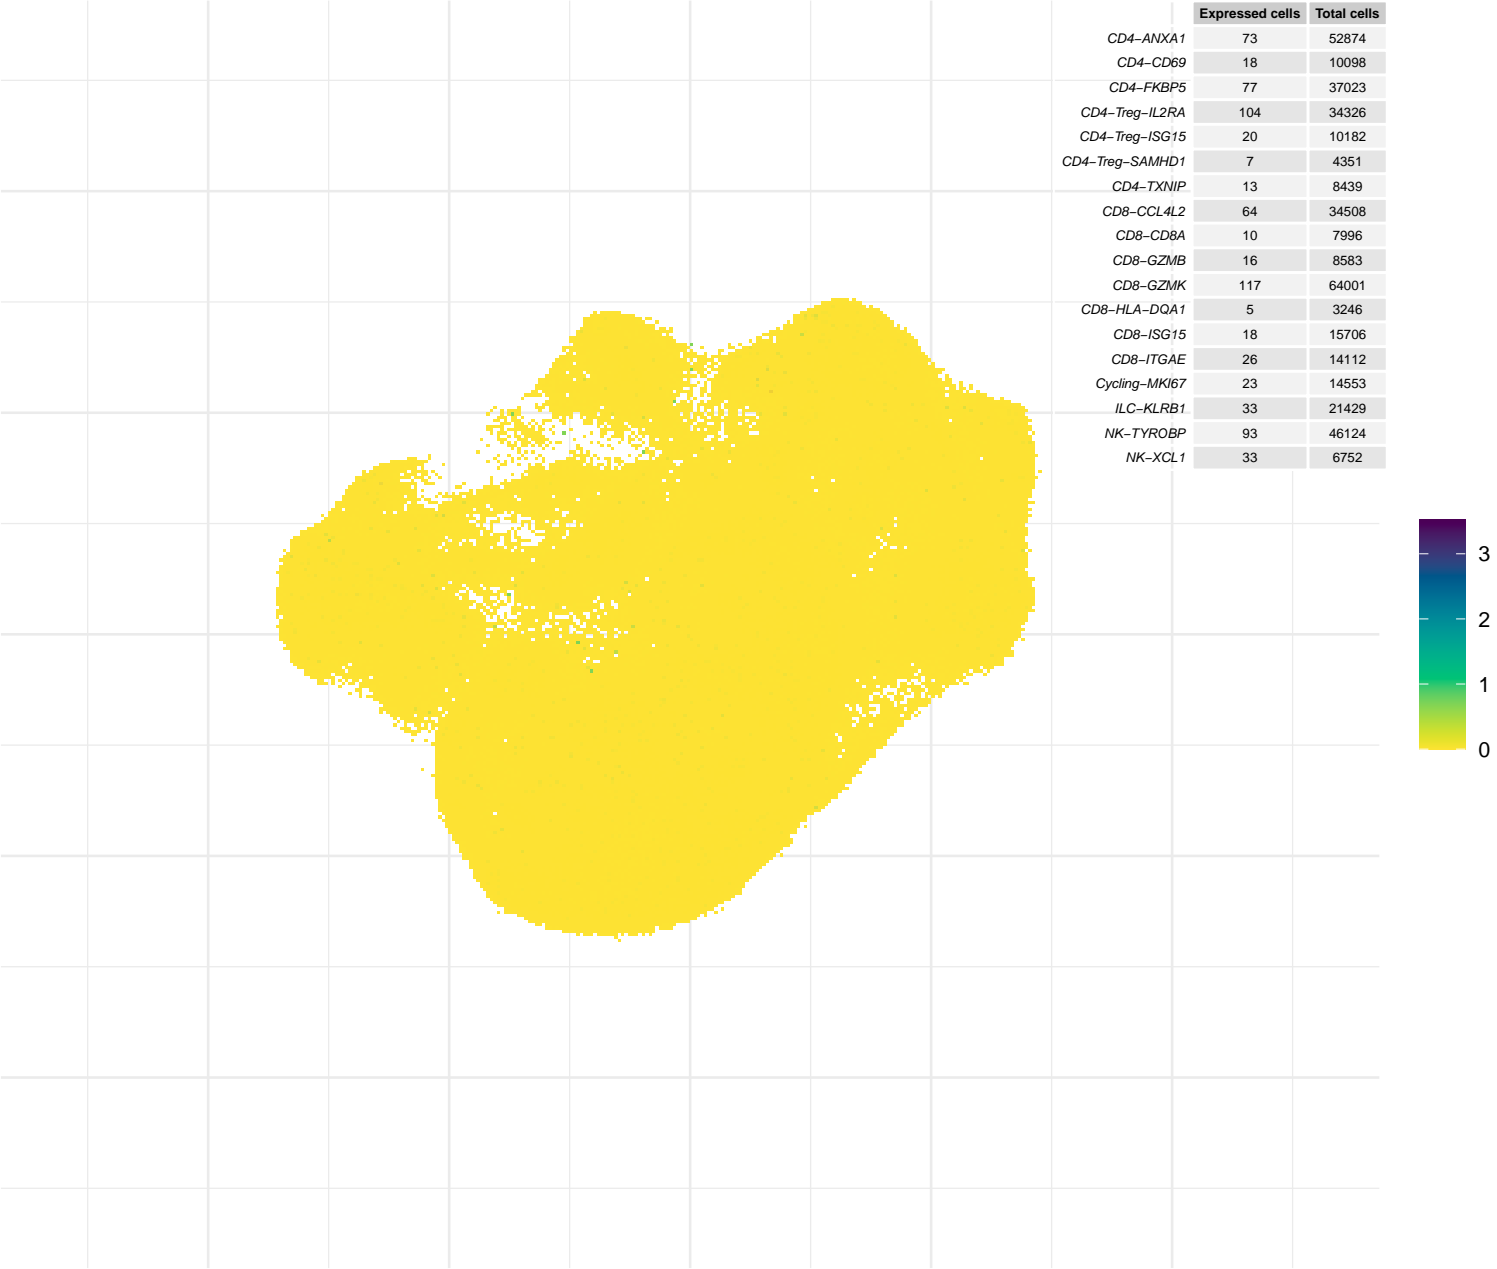 Expressed cells Total cells
CD4−ANXA1 73 52874
CD4−CD69 18 10098
CD4−FKBP5 77 37023
CD4−Treg−IL2RA 104 34326
CD4−Treg−ISG15 20 10182
CD4−Treg−SAMHD1 7 4351
CD4−TXNIP 13 8439
CD8−CCL4L2 64 34508
CD8−CD8A 10 7996
CD8−GZMB 16 8583
CD8−GZMK 117 64001
CD8−HLA−DQA1 5 3246
CD8−ISG15 18 15706
CD8−ITGAE 26 14112
Cycling−MKI67 23 14553
ILC−KLRB1 33 21429
NK−TYROBP 93 46124
NK−XCL1 33 6752
3
2
1
0